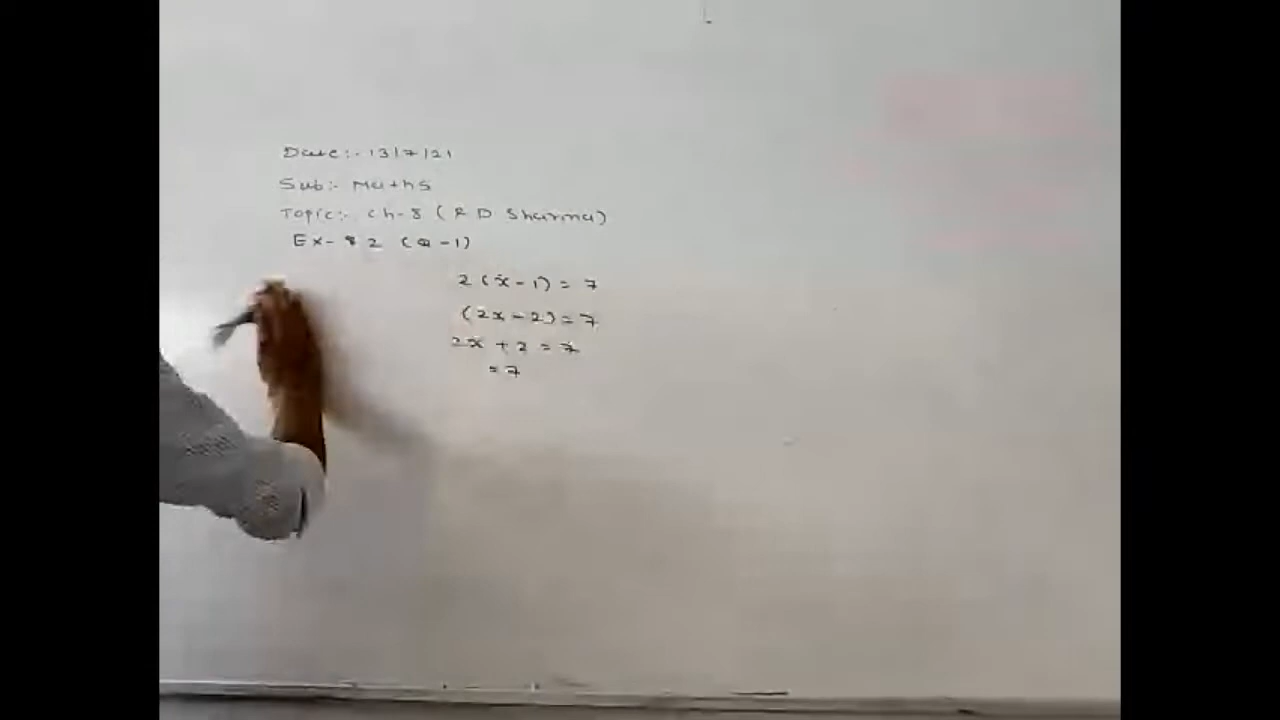 Date:- 13/7/21
Sub:- Maths
Topic:- Ch-8 (R D Sharma)
Ex- 8 2 (Q-1)
2(x-1) = 7
(2x-2) = 7
2x + 2 = 7
= 7